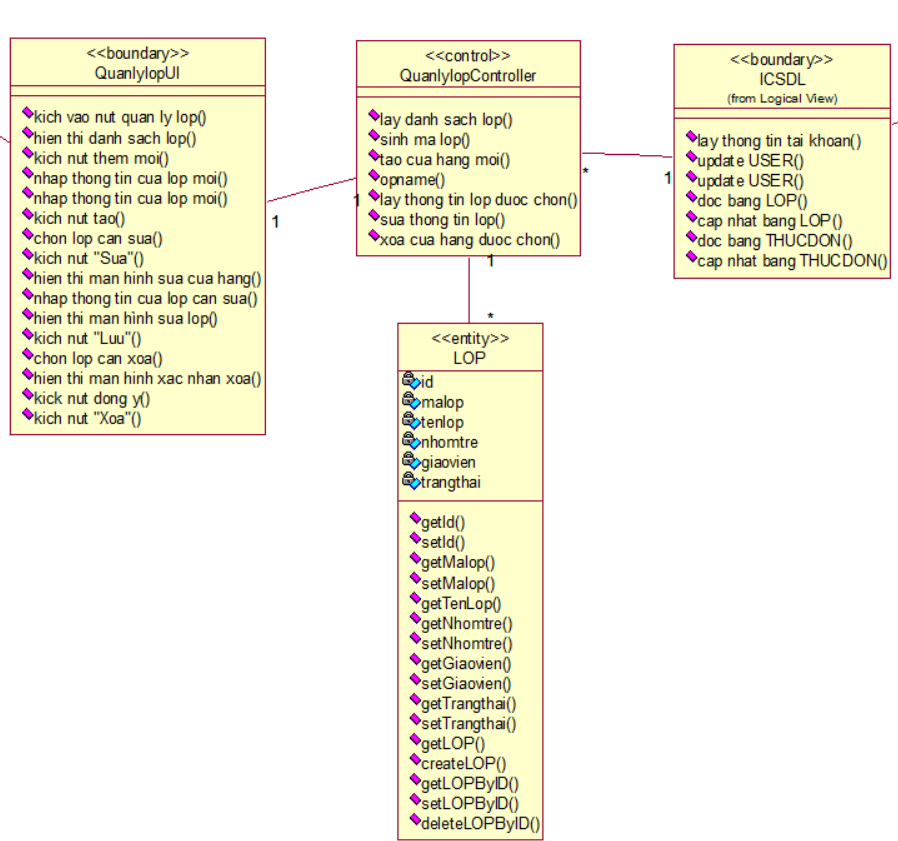 <<boundary>>
QuanlylopUI
kich vao nut quan ly lop()
hien thi danh sach lop()
kich nut them moi()
nhap thong tin cua lop moi()
nhap thong tin cua lop moi()
kich nut tao()
chon lop can sua()
kich nut "Sua"()
hien thi man hinh sua cua hang()
nhap thong tin cua lop can sua()
hien thi man hình sua lop()
kich nut "Luu"()
chon lop can xoa()
hien thi man hinh xac nhan xoa()
kick nut dong y()
kich nut "Xoa"()
1
1
<<control>>
QuanlylopController
lay danh sach lop()
sinh ma lop()
tao cua hang moi()
opname()
lay thong tin lop duoc chon()
sua thong tin lop()
xoa cua hang duoc chon()
*
1
<<boundary>>
ICSDL
(from Logical View)
lay thong tin tai khoan()
update USER()
update USER()
doc bang LOP()
cap nhat bang LOP()
doc bang THUCDON()
cap nhat bang THUCDON()
1
*
<<entity>>
LOP
id
malop
tenlop
nhomtre
giaovien
trangthai
getId()
setId()
getMalop()
setMalop()
getTenLop()
getNhomtre()
setNhomtre()
getGiaovien()
setGiaovien()
getTrangthai()
setTrangthai()
getLOP()
createLOP()
getLOPByID()
setLOPByID()
deleteLOPByID()